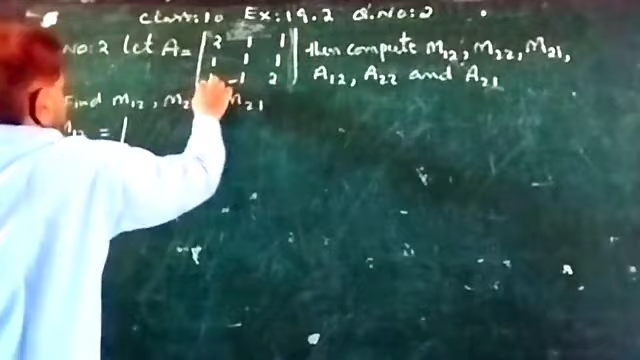 Class:10 Ex:19.2 Q.No:2
No:2 let A= | 2 1 1 | then compute M12, M22, M21,
1 1 1
-1 2 A12, A22 and A21
Find M12, M2 M21
M12 = |